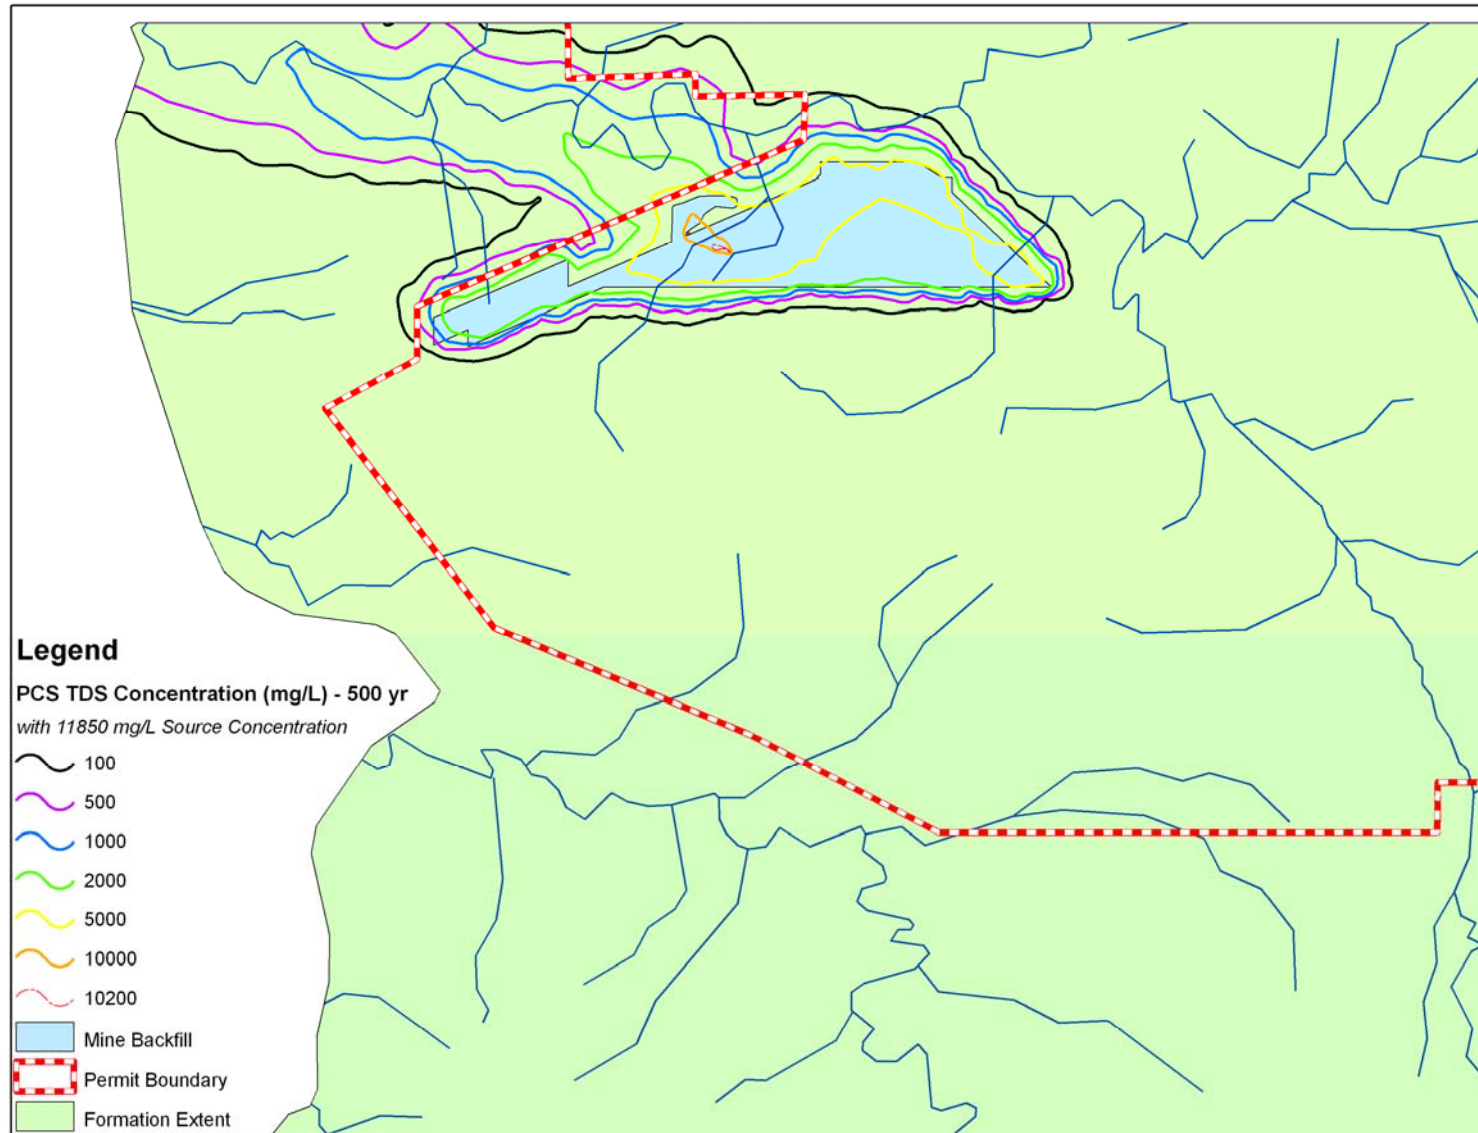 Legend
PCS TDS Concentration (mg/L) - 500 yr
with 11850 mg/L Source Concentration
100
500
1000
2000
5000
10000
10200
Mine Backfill
Permit Boundary
Formation Extent